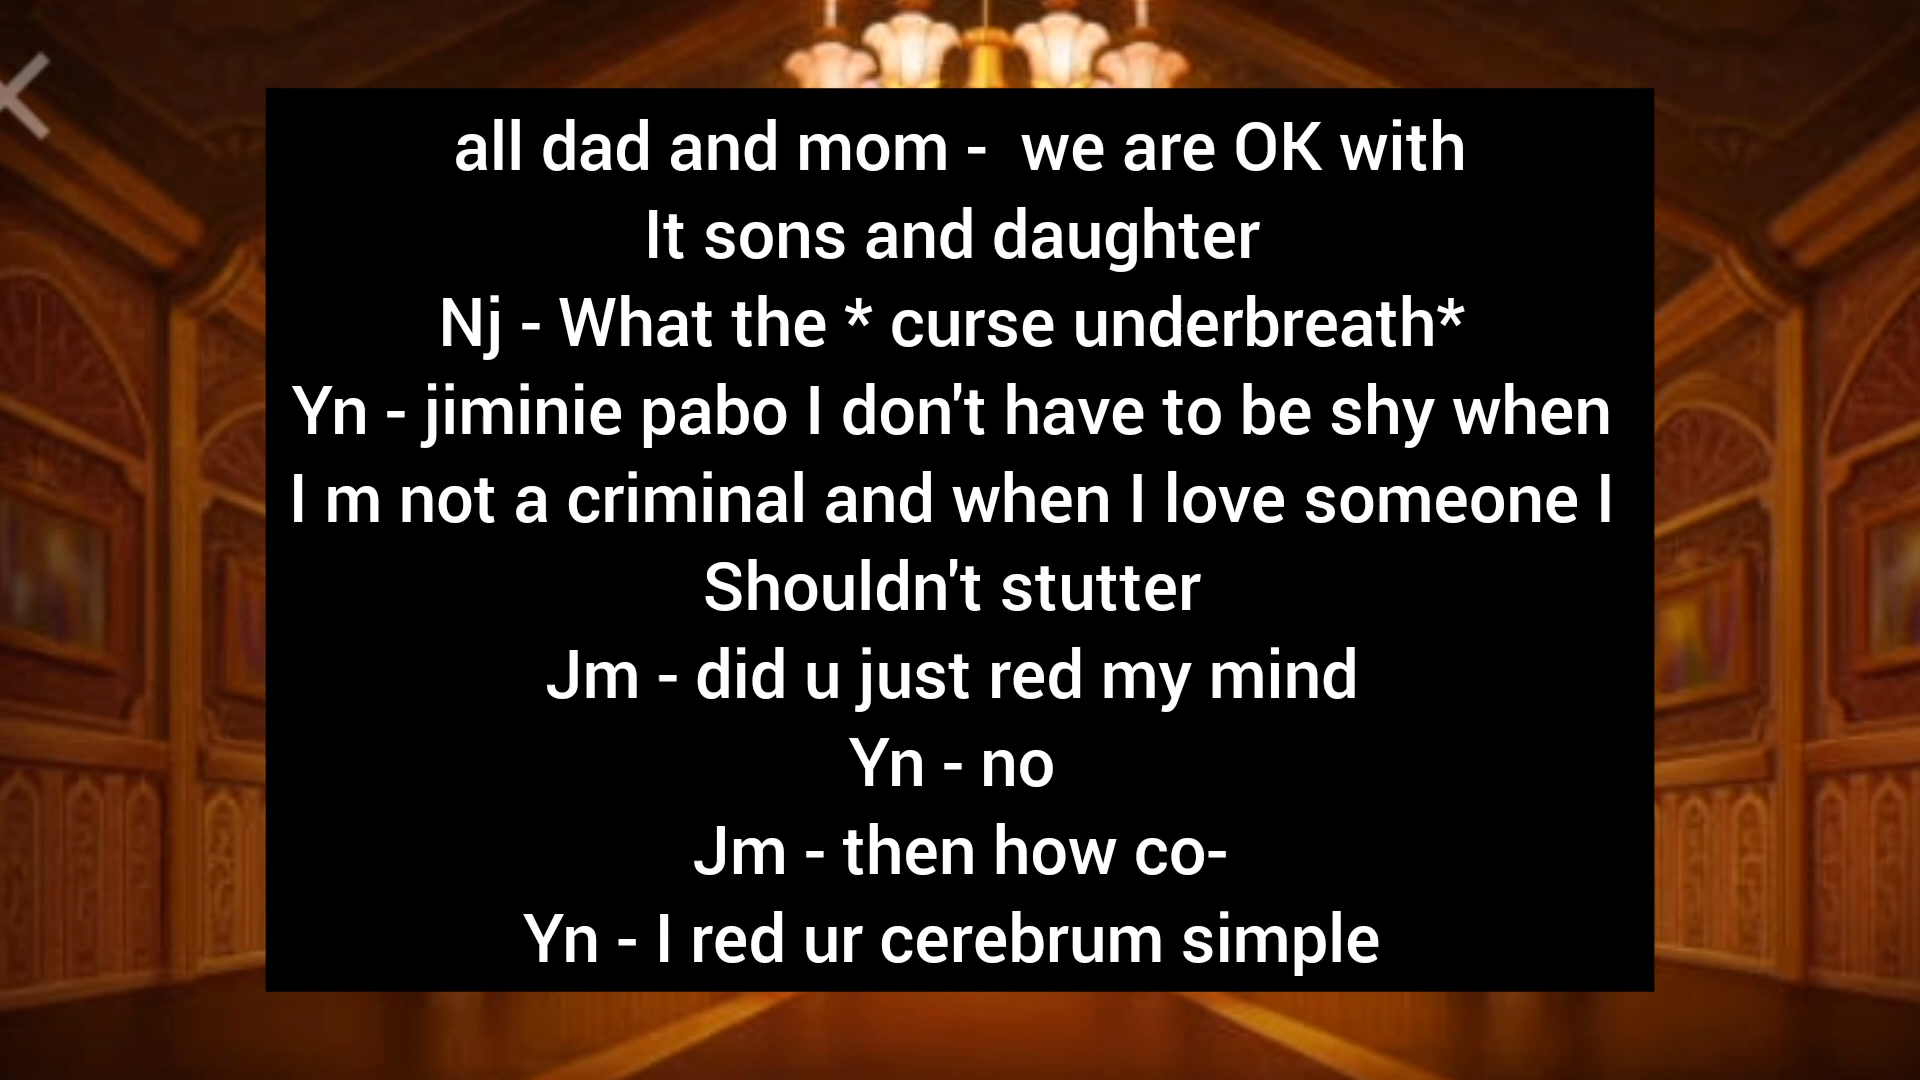 all dad and mom -  we are OK with
It sons and daughter
Nj - What the * curse underbreath*
Yn - jiminie pabo I don't have to be shy when
I m not a criminal and when I love someone I
Shouldn't stutter
Jm - did u just red my mind
Yn - no
Jm - then how co-
Yn - I red ur cerebrum simple